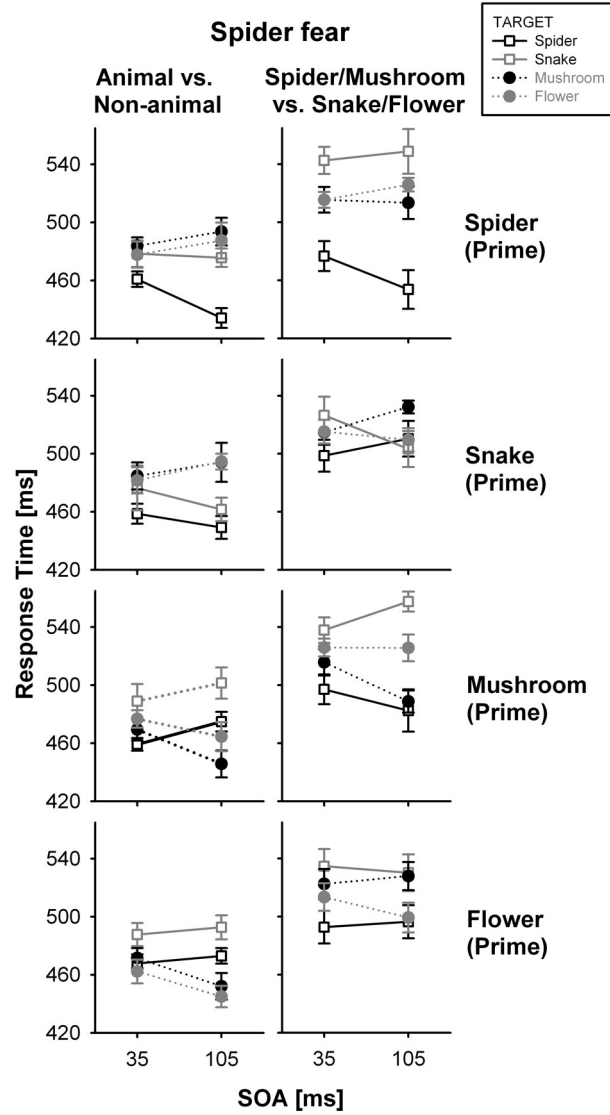 Spider fear
TARGET
Spider
Snake
Mushroom
Flower
Animal vs.
Non-animal
Spider/Mushroom
vs. Snake/Flower
540
500
460
420
Spider
(Prime)
540
500
460
420
Snake
(Prime)
Response Time [ms]
540
500
460
420
Mushroom
(Prime)
540
500
460
420
Flower
(Prime)
35 105 35 105
SOA [ms]